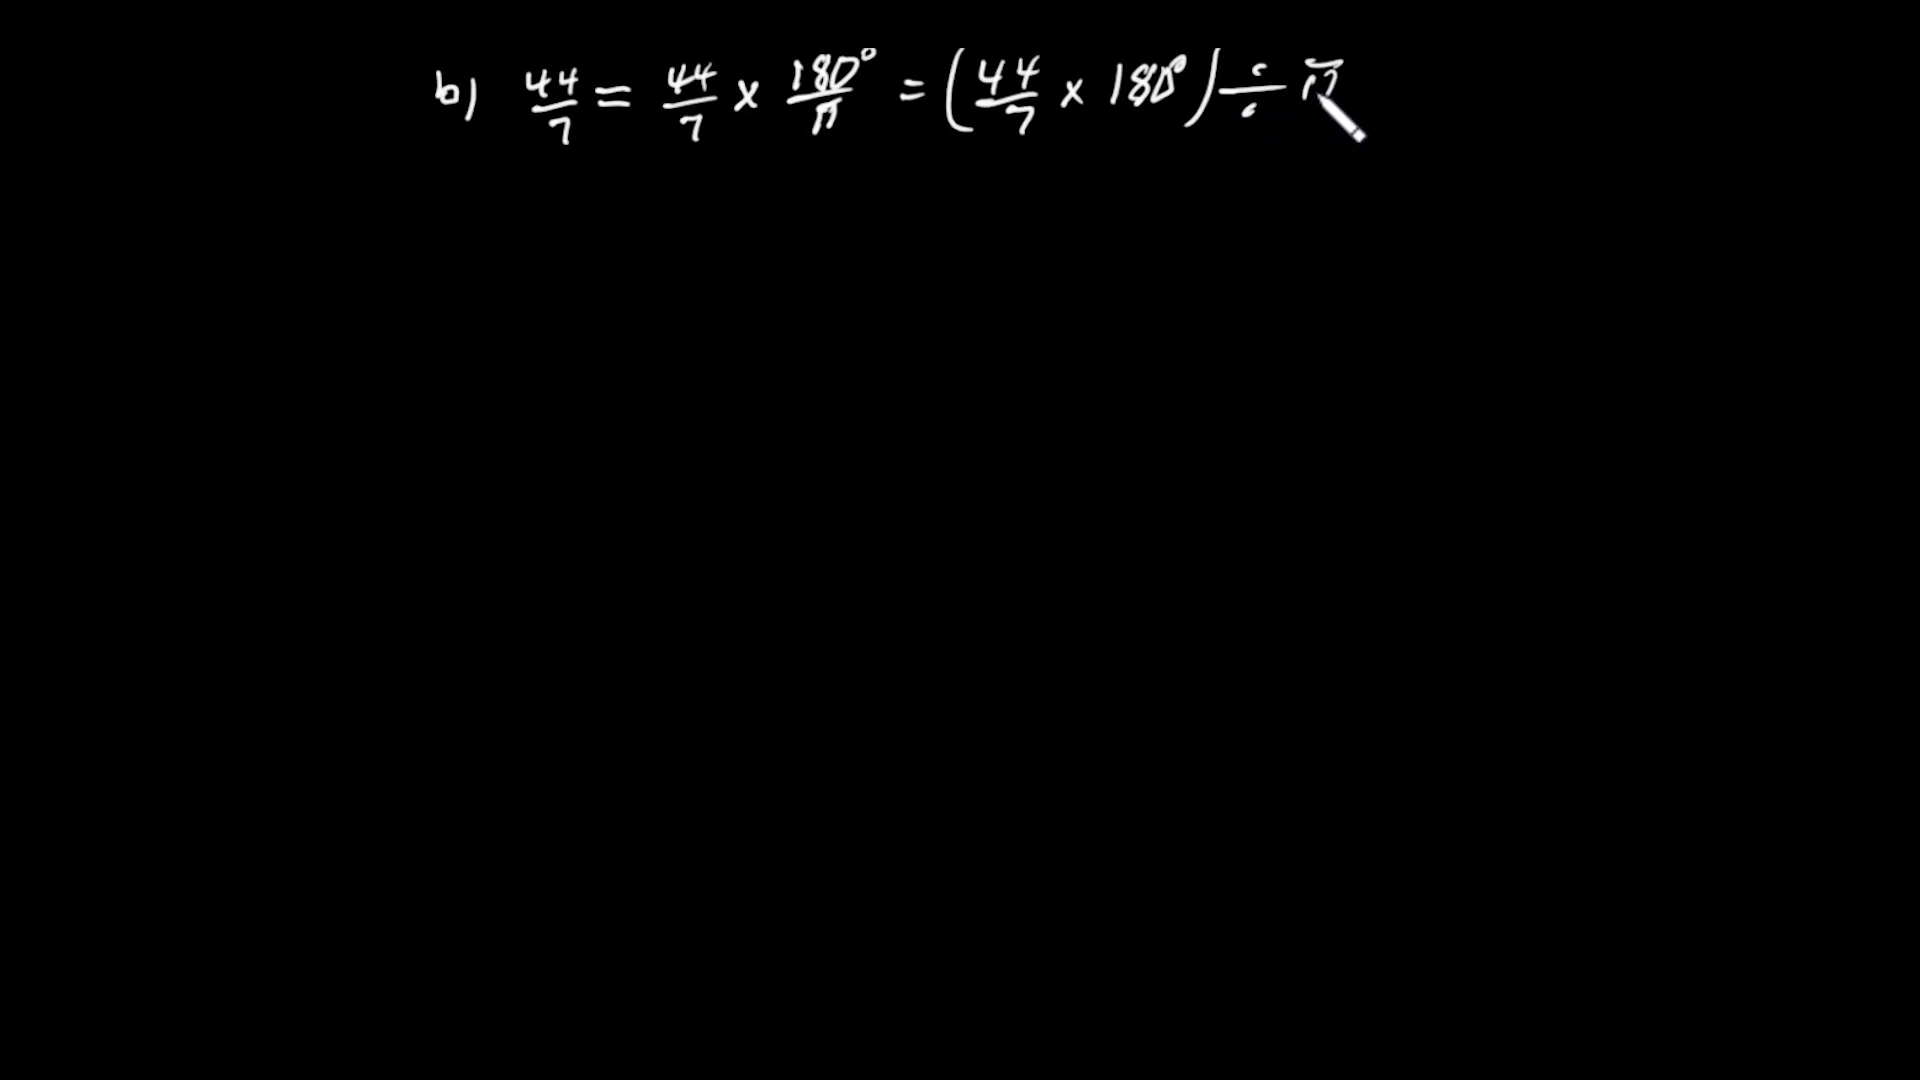 b) 44/7 = 44/7 × 180°/π = (44/7 × 180°) ÷ π